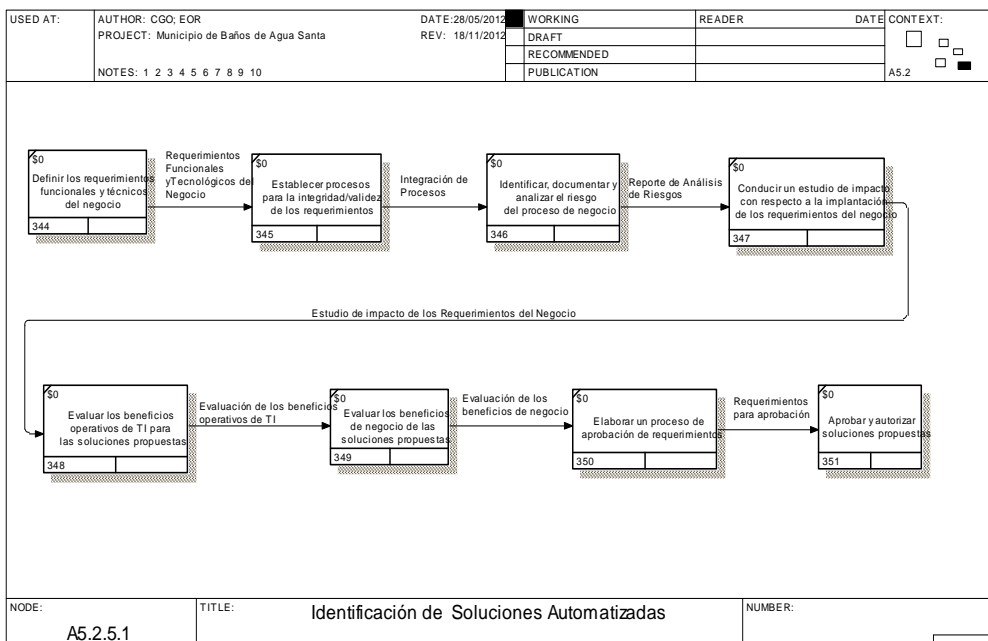 USED AT:
AUTHOR: CGO; EOR
DATE:28/05/2012
WORKING
READER
DATE
CONTEXT:
PROJECT: Municipio de Baños de Agua Santa
REV: 18/11/2012
DRAFT
RECOMMENDED
NOTES: 1 2 3 4 5 6 7 8 9 10
PUBLICATION
A5.2
$0
Definir los requerimientos
funcionales y técnicos
del negocio
344
Requerimientos
Funcionales
yTecnológicos del
Negocio
$0
Establecer procesos
para la integridad/validez
de los requerimientos
345
Integración de
Procesos
$0
Identificar, documentar y
analizar el riesgo
del proceso de negocio
346
Reporte de Análisis
de Riesgos
$0
Conducir un estudio de impacto
con respecto a la implantación
de los requerimientos del negocio
347
Estudio de impacto de los Requerimientos del Negocio
$0
Evaluar los beneficios
operativos de TI para
las soluciones propuestas
348
Evaluación de los beneficios
operativos de TI
$0
Evaluar los beneficios
de negocio de las
soluciones propuestas
349
Evaluación de los
beneficios de negocio
$0
Elaborar un proceso de
aprobación de requerimientos
350
Requerimientos
para aprobación
$0
Aprobar y autorizar
soluciones propuestas
351
NODE:
A5.2.5.1
TITLE:
Identificación de Soluciones Automatizadas
NUMBER: